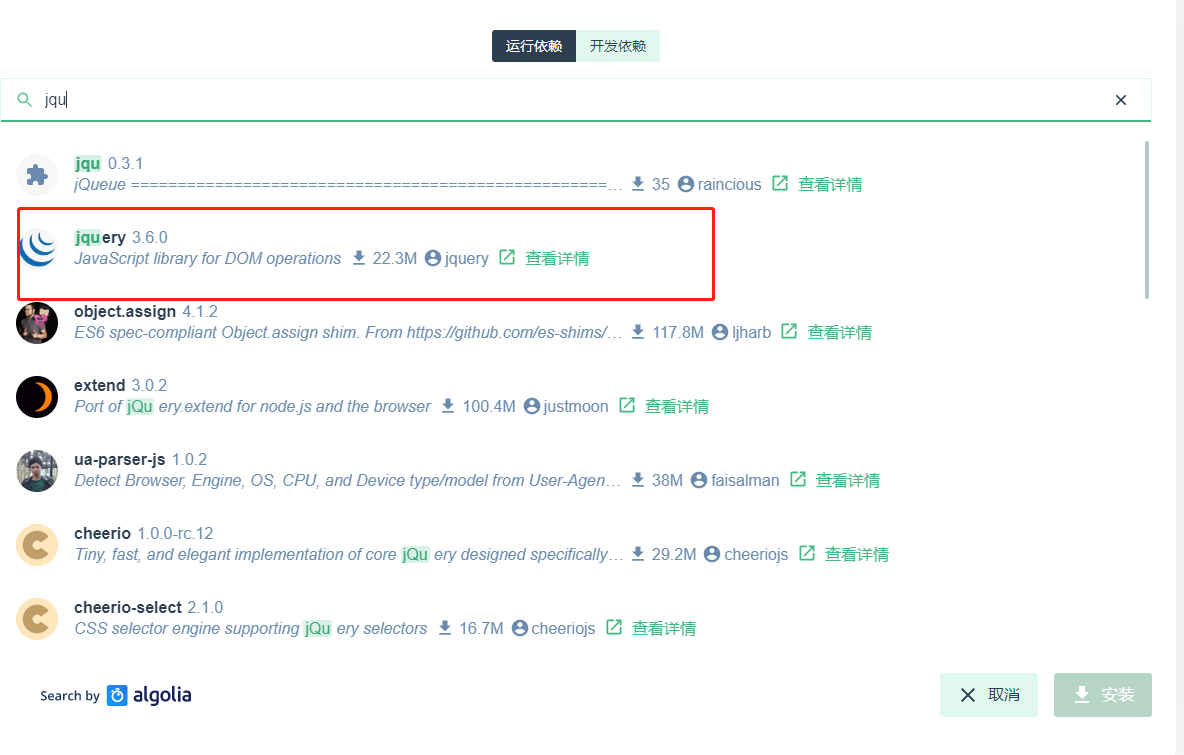 运行依赖 开发依赖
jqu
jqu 0.3.1
jQueue ===================================================… 35 raincious 查看详情
jquery 3.6.0
JavaScript library for DOM operations 22.3M jquery 查看详情
object.assign 4.1.2
ES6 spec-compliant Object.assign shim. From https://github.com/es-shims/… 117.8M ljharb 查看详情
extend 3.0.2
Port of jQu ery.extend for node.js and the browser 100.4M justmoon 查看详情
ua-parser-js 1.0.2
Detect Browser, Engine, OS, CPU, and Device type/model from User-Agen… 38M faisalman 查看详情
cheerio 1.0.0-rc.12
Tiny, fast, and elegant implementation of core jQu ery designed specifically… 29.2M cheeriojs 查看详情
cheerio-select 2.1.0
CSS selector engine supporting jQu ery selectors 16.7M cheeriojs 查看详情
Search by algolia 取消 安装